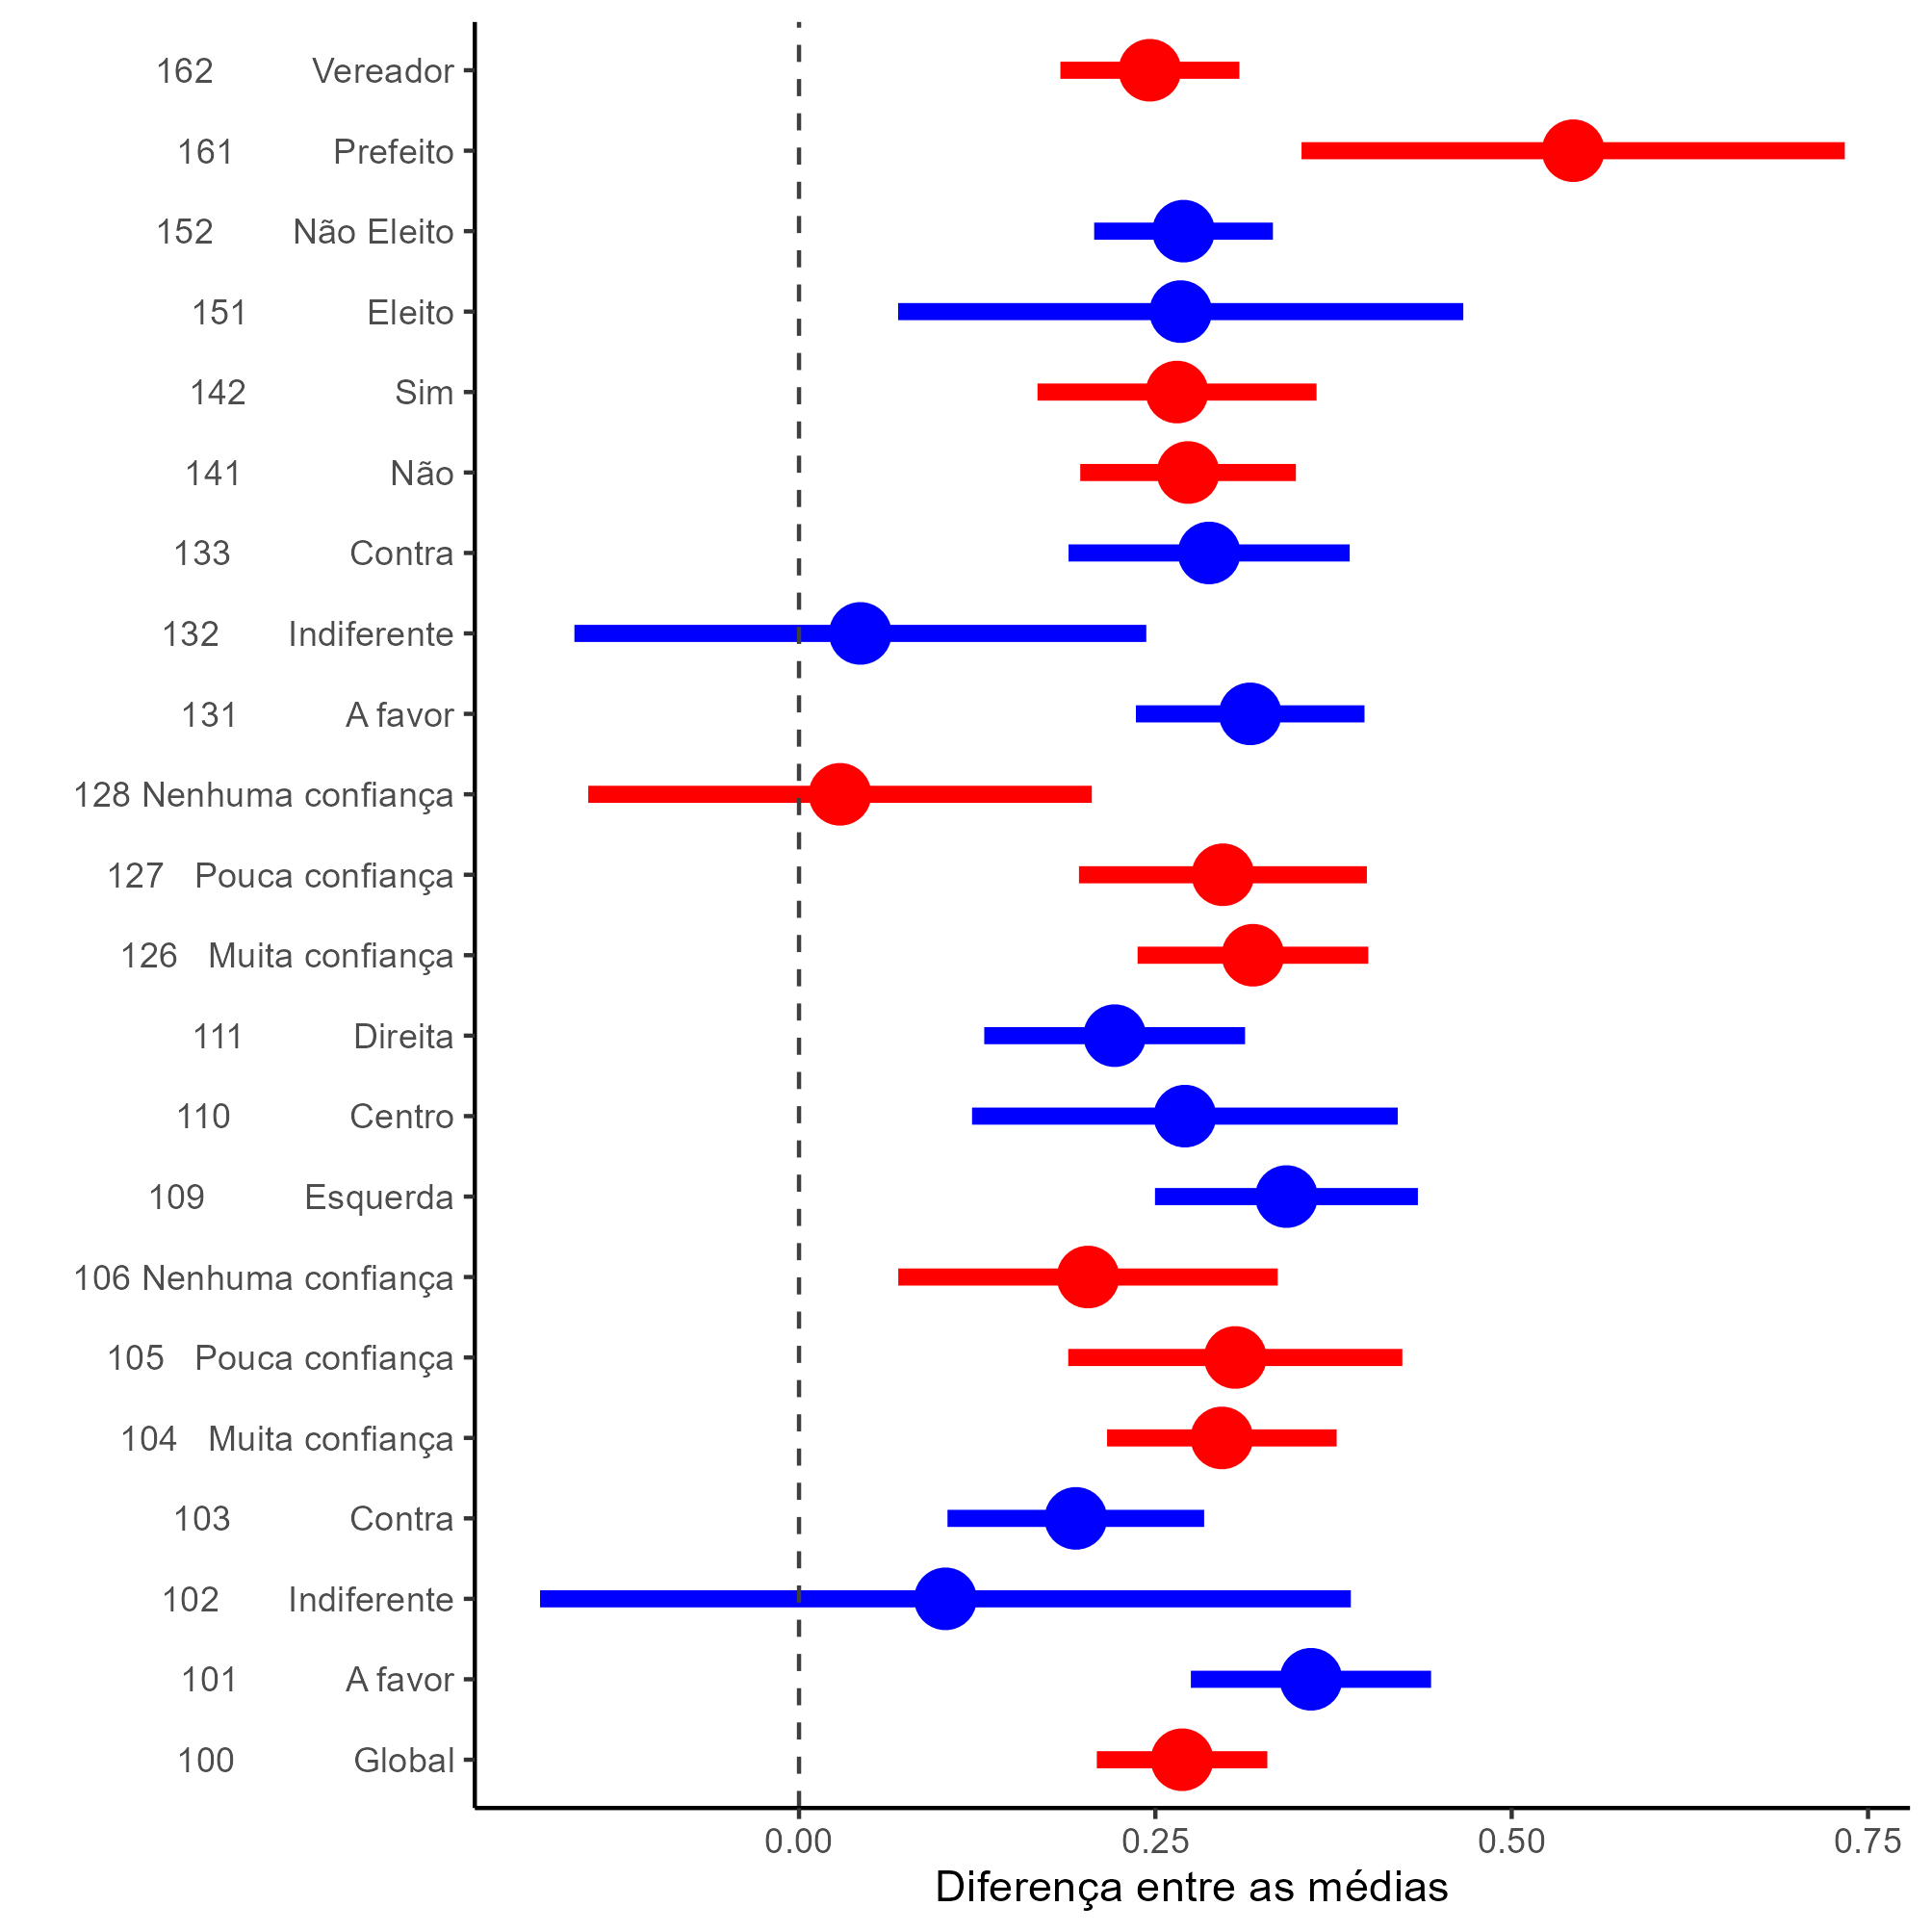 162 Vereador
161 Prefeito
152 Não Eleito
151 Eleito
142 Sim
141 Não
133 Contra
132 Indiferente
131 A favor
128 Nenhuma confiança
127 Pouca confiança
126 Muita confiança
111 Direita
110 Centro
109 Esquerda
106 Nenhuma confiança
105 Pouca confiança
104 Muita confiança
103 Contra
102 Indiferente
101 A favor
100 Global
0.00 0.25 0.50 0.75
Diferença entre as médias